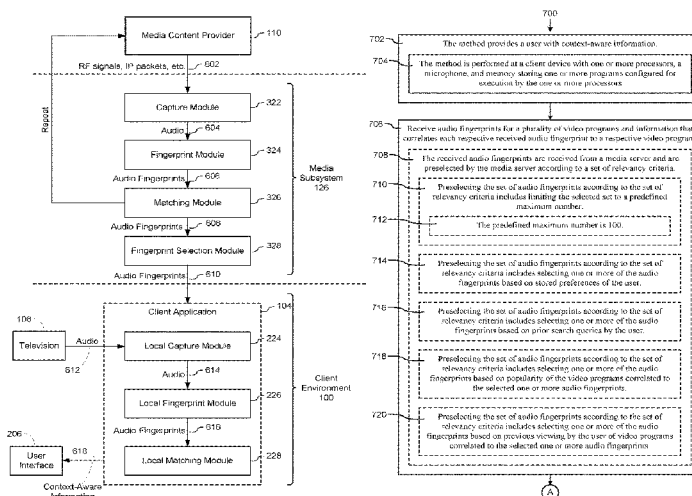 Media Content Provider
110
RF signals, IP packets, etc.
602
Repeat
Capture Module
322
Audio
604
Fingerprint Module
324
Audio Fingerprints
606
Matching Module
326
Audio Fingerprints
608
Fingerprint Selection Module
328
Audio Fingerprints
610
Media
Subsystem
126
Client Application
104
Television
108
Audio
612
Local Capture Module
224
Audio
614
Local Fingerprint Module
226
Audio Fingerprints
616
Local Matching Module
228
Client
Environment
100
User
Interface
206
618
Context-Aware
Information
700
702
The method provides a user with context-aware information.
704
The method is performed at a client device with one or more processors, a
microphone, and memory storing one or more programs configured for
execution by the one or more processors
706
Receive audio fingerprints for a plurality of video programs and information that
correlates each respective received audio fingerprint to a respective video program
708
The received audio fingerprints are received from a media server and are
preselected by the media server according to a set of relevancy criteria.
710
Preselecting the set of audio fingerprints according to the set of
relevancy criteria includes limiting the selected set to a predefined
maximum number.
712
The predefined maximum number is 100.
714
Preselecting the set of audio fingerprints according to the set of
relevancy criteria includes selecting one or more of the audio
fingerprints based on stored preferences of the user.
716
Preselecting the set of audio fingerprints according to the set of
relevancy criteria includes selecting one or more of the audio
fingerprints based on prior search queries by the user.
718
Preselecting the set of audio fingerprints according to the set of
relevancy criteria includes selecting one or more of the audio
fingerprints based on popularity of the video programs correlated to
the selected one or more audio fingerprints.
720
Preselecting the set of audio fingerprints according to the set of
relevancy criteria includes selecting one or more of the audio
fingerprints based on previous viewing by the user of video programs
correlated to the selected one or more audio fingerprints
A